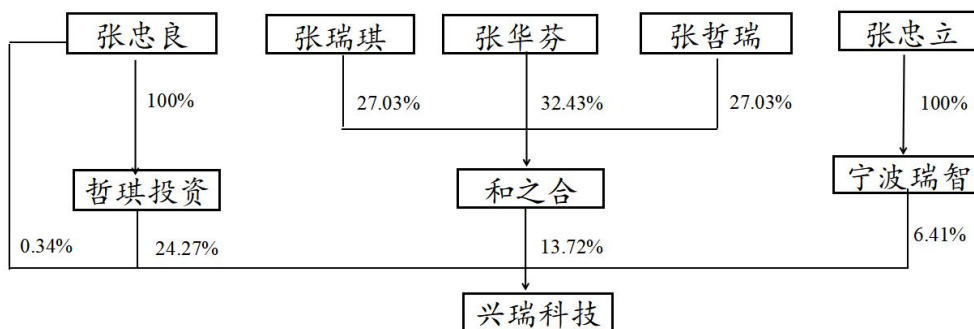 张忠良
张瑞琪
张华芬
张哲瑞
张忠立
100%
27.03%
32.43%
27.03%
100%
哲琪投资
和之合
宁波瑞智
0.34%
24.27%
13.72%
6.41%
兴瑞科技